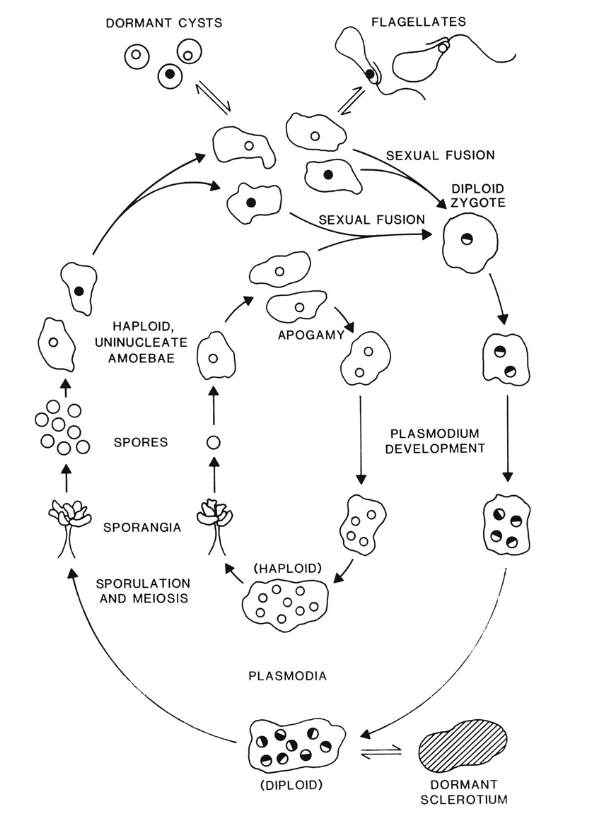 DORMANT CYSTS
FLAGELLATES
SEXUAL FUSION
DIPLOID
ZYGOTE
SEXUAL FUSION
HAPLOID,
UNINUCLEATE
AMOEBAE
APOGAMY
SPORES
PLASMODIUM
DEVELOPMENT
SPORANGIA
(HAPLOID)
SPORULATION
AND MEIOSIS
PLASMODIA
(DIPLOID)
DORMANT
SCLEROTIUM